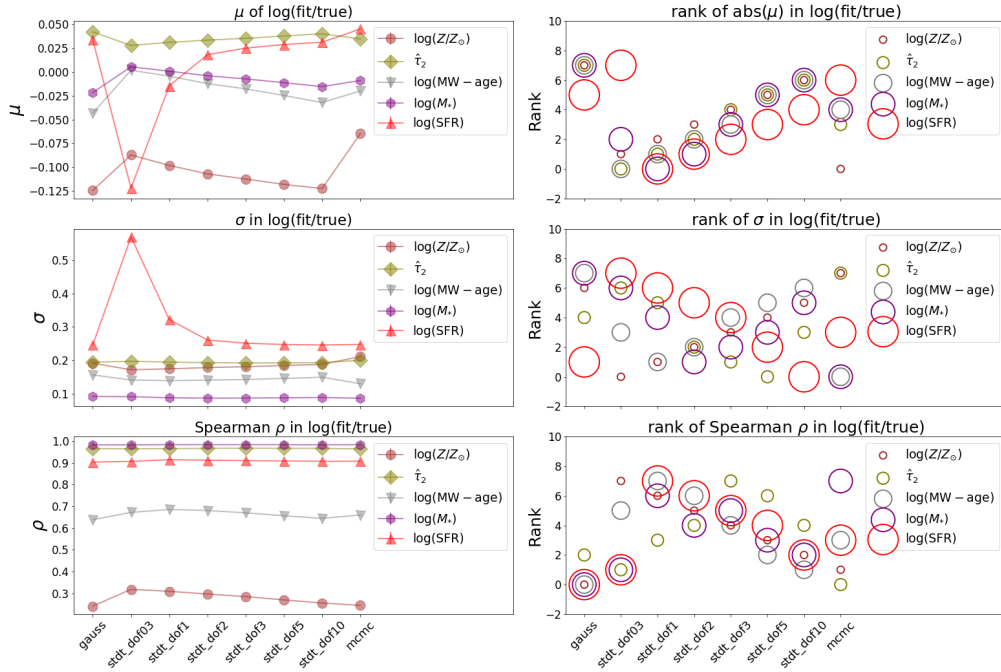 μ of log(fit/true)
0.050
0.025
0.000
−0.025
−0.050
−0.075
−0.100
−0.125
μ
log(Z/Z⊙)
τ̂₂
log(MW − age)
log(M*)
log(SFR)
rank of abs(μ) in log(fit/true)
10
8
6
4
2
0
−2
Rank
log(Z/Z⊙)
τ̂₂
log(MW − age)
log(M*)
log(SFR)
σ in log(fit/true)
0.5
0.4
0.3
0.2
0.1
σ
log(Z/Z⊙)
τ̂₂
log(MW − age)
log(M*)
log(SFR)
rank of σ in log(fit/true)
10
8
6
4
2
0
−2
Rank
log(Z/Z⊙)
τ̂₂
log(MW − age)
log(M*)
log(SFR)
Spearman ρ in log(fit/true)
1.0
0.9
0.8
0.7
0.6
0.5
0.4
0.3
ρ
log(Z/Z⊙)
τ̂₂
log(MW − age)
log(M*)
log(SFR)
gauss
stdt_dof03
stdt_dof1
stdt_dof2
stdt_dof3
stdt_dof5
stdt_dof10
mcmc
rank of Spearman ρ in log(fit/true)
10
8
6
4
2
0
−2
Rank
log(Z/Z⊙)
τ̂₂
log(MW − age)
log(M*)
log(SFR)
gauss
stdt_dof03
stdt_dof1
stdt_dof2
stdt_dof3
stdt_dof5
stdt_dof10
mcmc